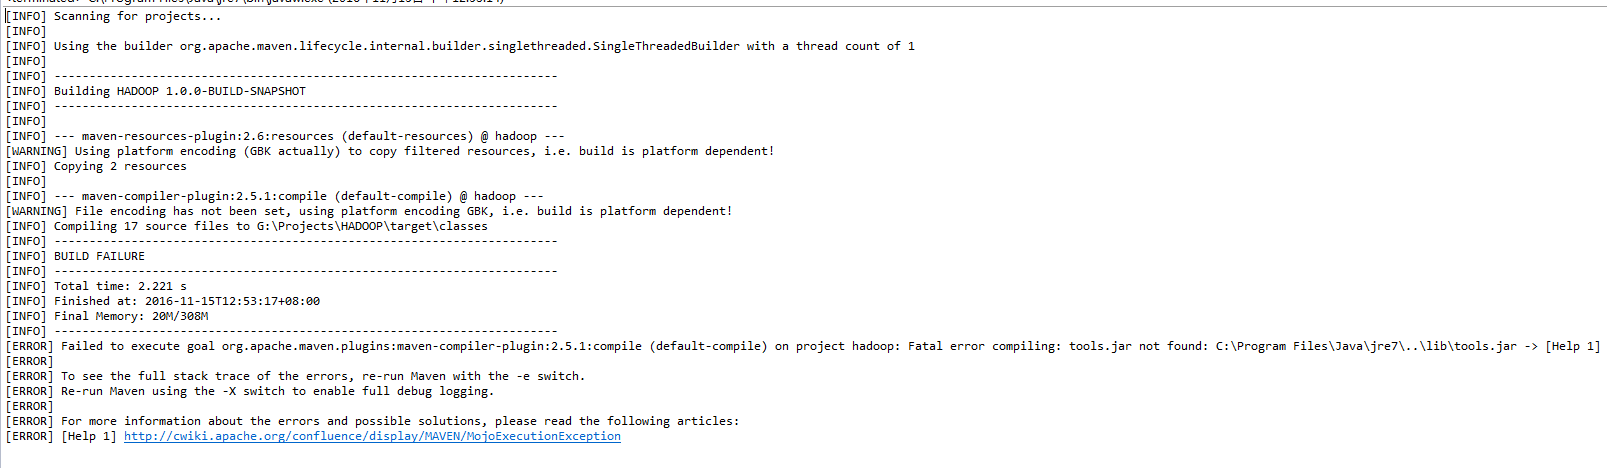 [INFO] Scanning for projects...
[INFO]
[INFO] Using the builder org.apache.maven.lifecycle.internal.builder.singlethreaded.SingleThreadedBuilder with a thread count of 1
[INFO]
[INFO] ------------------------------------------------------------------------
[INFO] Building HADOOP 1.0.0-BUILD-SNAPSHOT
[INFO] ------------------------------------------------------------------------
[INFO]
[INFO] --- maven-resources-plugin:2.6:resources (default-resources) @ hadoop ---
[WARNING] Using platform encoding (GBK actually) to copy filtered resources, i.e. build is platform dependent!
[INFO] Copying 2 resources
[INFO]
[INFO] --- maven-compiler-plugin:2.5.1:compile (default-compile) @ hadoop ---
[WARNING] File encoding has not been set, using platform encoding GBK, i.e. build is platform dependent!
[INFO] Compiling 17 source files to G:\Projects\HADOOP\target\classes
[INFO] ------------------------------------------------------------------------
[INFO] BUILD FAILURE
[INFO] ------------------------------------------------------------------------
[INFO] Total time: 2.221 s
[INFO] Finished at: 2016-11-15T12:53:17+08:00
[INFO] Final Memory: 20M/308M
[INFO] ------------------------------------------------------------------------
[ERROR] Failed to execute goal org.apache.maven.plugins:maven-compiler-plugin:2.5.1:compile (default-compile) on project hadoop: Fatal error compiling: tools.jar not found: C:\Program Files\Java\jre7\..\lib\tools.jar -> [Help 1]
[ERROR]
[ERROR] To see the full stack trace of the errors, re-run Maven with the -e switch.
[ERROR] Re-run Maven using the -X switch to enable full debug logging.
[ERROR]
[ERROR] For more information about the errors and possible solutions, please read the following articles:
[ERROR] [Help 1] http://cwiki.apache.org/confluence/display/MAVEN/MojoExecutionException